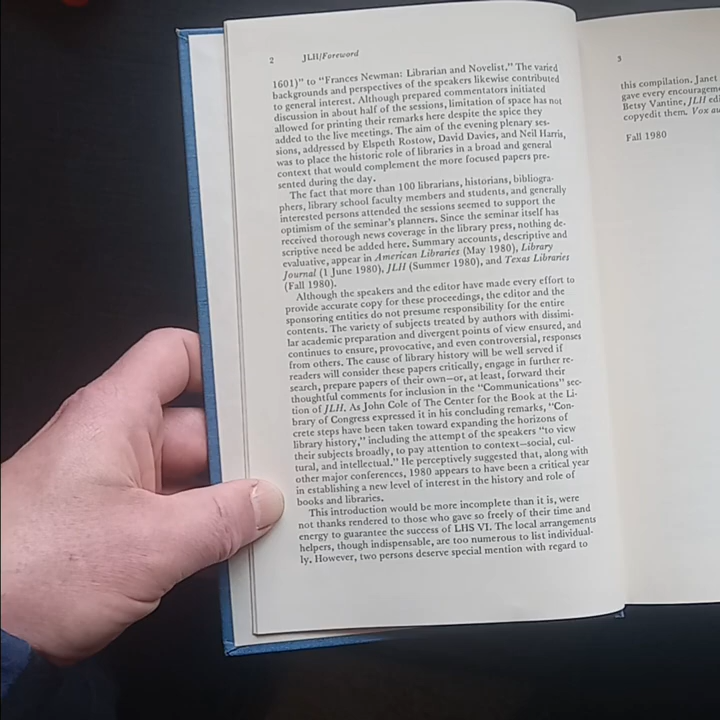 2 JLH/Foreword
1601)" to "Frances Newman: Librarian and Novelist." The varied
backgrounds and perspectives of the speakers likewise contributed
to general interest. Although prepared commentators initiated
discussion in about half of the sessions, limitation of space has not
allowed for printing their remarks here despite the spice they
added to the live meetings. The aim of the evening plenary ses-
sions, addressed by Elspeth Rostow, David Davies, and Neil Harris,
was to place the historic role of libraries in a broad and general
context that would complement the more focused papers pre-
sented during the day.
The fact that more than 100 librarians, historians, bibliogra-
phers, library school faculty members and students, and generally
interested persons attended the sessions seemed to support the
optimism of the seminar's planners. Since the seminar itself has
received thorough news coverage in the library press, nothing de-
scriptive need be added here. Summary accounts, descriptive and
evaluative, appear in American Libraries (May 1980), Library
Journal (1 June 1980), JLH (Summer 1980), and Texas Libraries
(Fall 1980).
Although the speakers and the editor have made every effort to
provide accurate copy for these proceedings, the editor and the
sponsoring entities do not presume responsibility for the entire
contents. The variety of subjects treated by authors with dissimi-
lar academic preparation and divergent points of view ensured, and
continues to ensure, provocative, and even controversial, responses
from others. The cause of library history will be well served if
readers will consider these papers critically, engage in further re-
search, prepare papers of their own—or, at least, forward their
thoughtful comments for inclusion in the "Communications" sec-
tion of JLH. As John Cole of The Center for the Book at the Li-
brary of Congress expressed it in his concluding remarks, "Con-
crete steps have been taken toward expanding the horizons of
library history," including the attempt of the speakers "to view
their subjects broadly, to pay attention to context—social, cul-
tural, and intellectual." He perceptively suggested that, along with
other major conferences, 1980 appears to have been a critical year
in establishing a new level of interest in the history and role of
books and libraries.
This introduction would be more incomplete than it is, were
not thanks rendered to those who gave so freely of their time and
energy to guarantee the success of LHS VI. The local arrangements
helpers, though indispensable, are too numerous to list individual-
ly. However, two persons deserve special mention with regard to
3
this compilation. Janet
gave every encouragem
Betsy Vantine, JLH edi
copyedit them. Vox au
Fall 1980